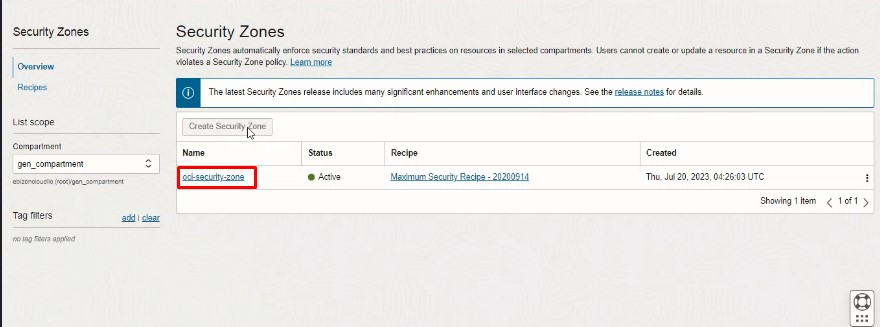 Security Zones
Overview
Recipes
List scope
Compartment
gen_compartment
ebizoncloudllc (root)/gen_compartment
Tag filters add | clear
no tag filters applied
Security Zones
Security Zones automatically enforce security standards and best practices on resources in selected compartments. Users cannot create or update a resource in a Security Zone if the action
violates a Security Zone policy. Learn more
The latest Security Zones release includes many significant enhancements and user interface changes. See the release notes for details.
Create Security Zone
Name Status Recipe Created
oci-security-zone Active Maximum Security Recipe - 20200914 Thu, Jul 20, 2023, 04:26:03 UTC
Showing 1 item < 1 of 1 >